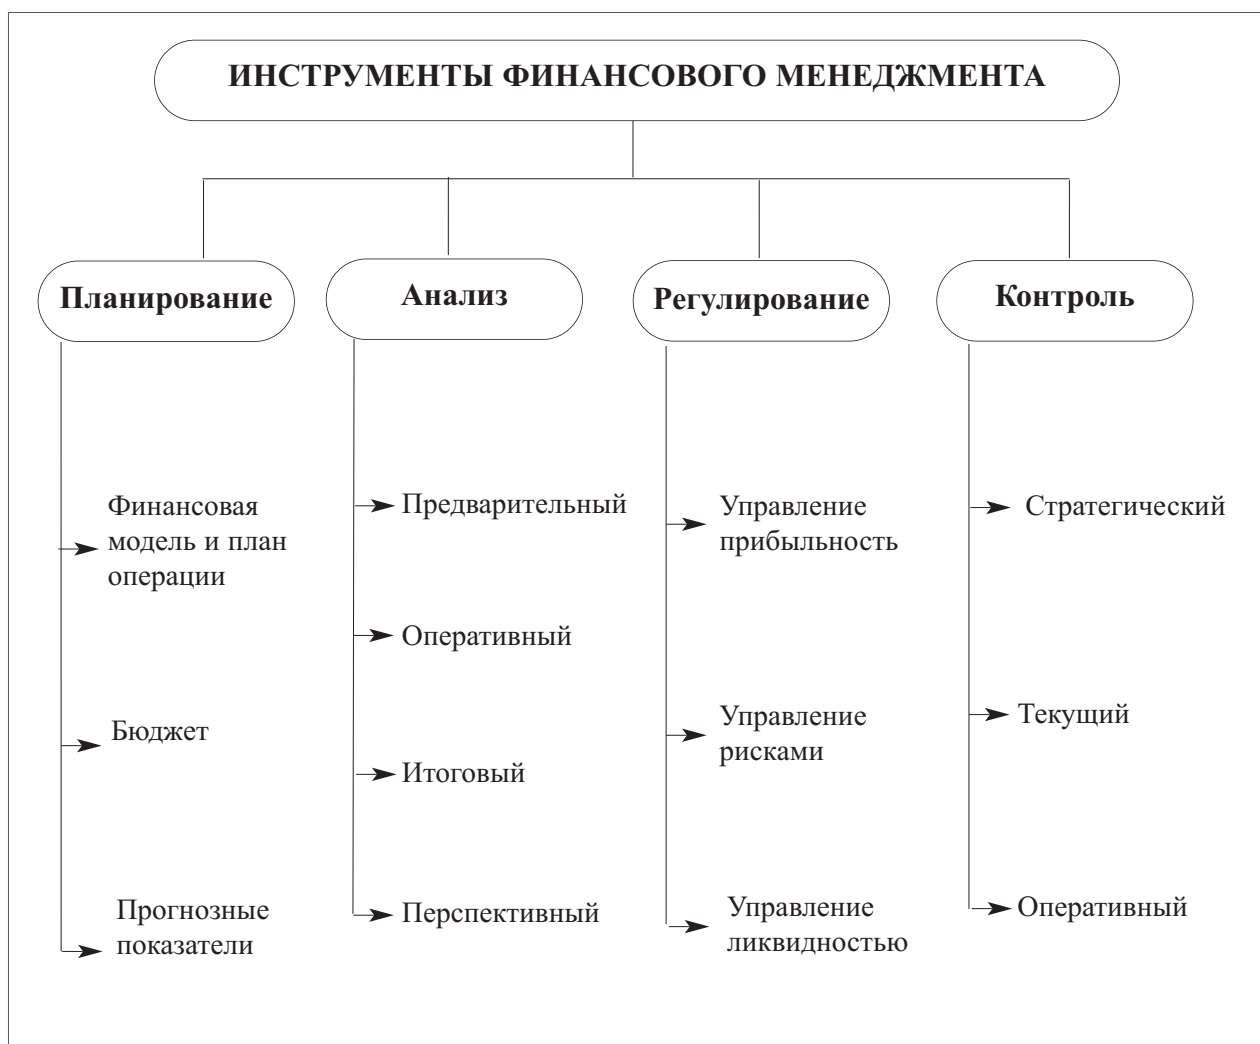 ИНСТРУМЕНТЫ ФИНАНСОВОГО МЕНЕДЖМЕНТА
Планирование
Финансовая
модель и план
операции
Бюджет
Прогнозные
показатели
Анализ
Предварительный
Оперативный
Итоговый
Перспективный
Регулирование
Управление
прибыльность
Управление
рисками
Управление
ликвидностью
Контроль
Стратегический
Текущий
Оперативный